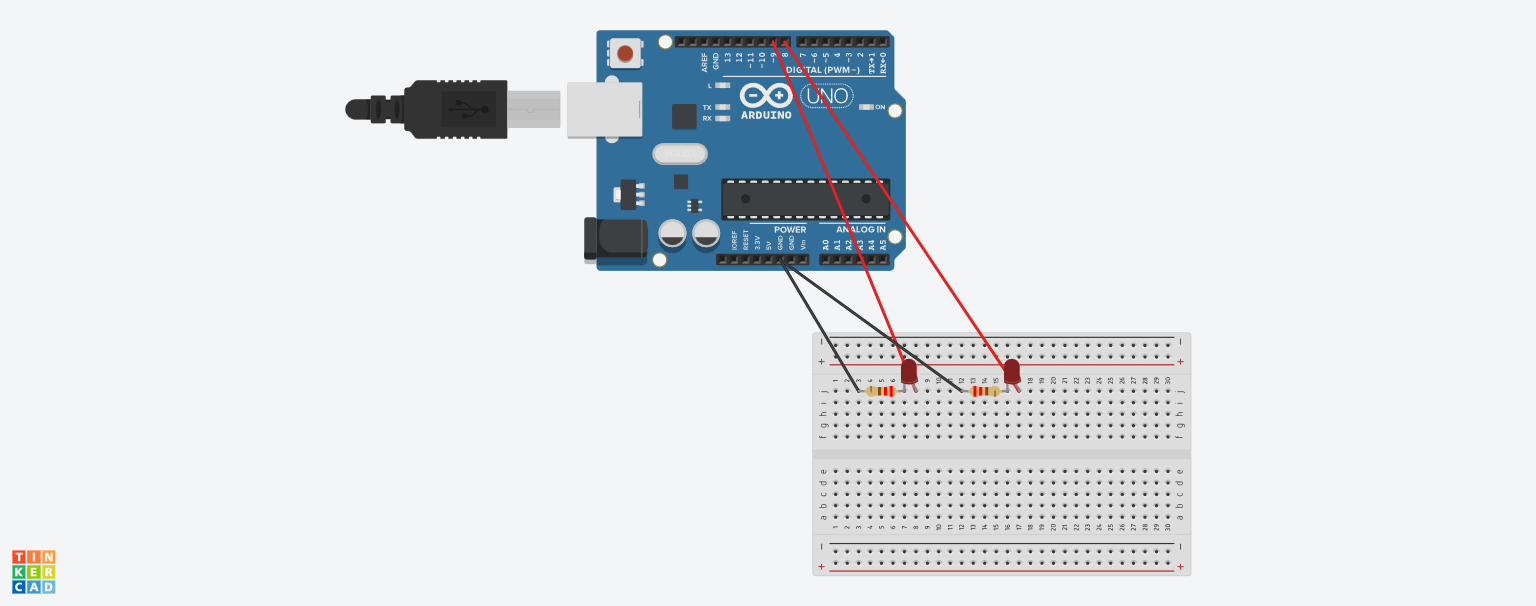 AREF GND 13 12 ~11 ~10 ~9 8 7 ~6 ~5 4 ~3 2 TX→1 RX←0
DIGITAL (PWM~)
L
TX
RX
ARDUINO
UNO
ON
POWER
ANALOG IN
IOREF RESET 3.3V 5V GND GND Vin A0 A1 A2 A3 A4 A5
1 2 3 4 5 6 7 8 9 10 11 12 13 14 15 16 17 18 19 20 21 22 23 24 25 26 27 28 29 30
j j
i i
h h
g g
f f
e e
d d
c c
b b
a a
1 2 3 4 5 6 7 8 9 10 11 12 13 14 15 16 17 18 19 20 21 22 23 24 25 26 27 28 29 30
TIN
KER
CAD